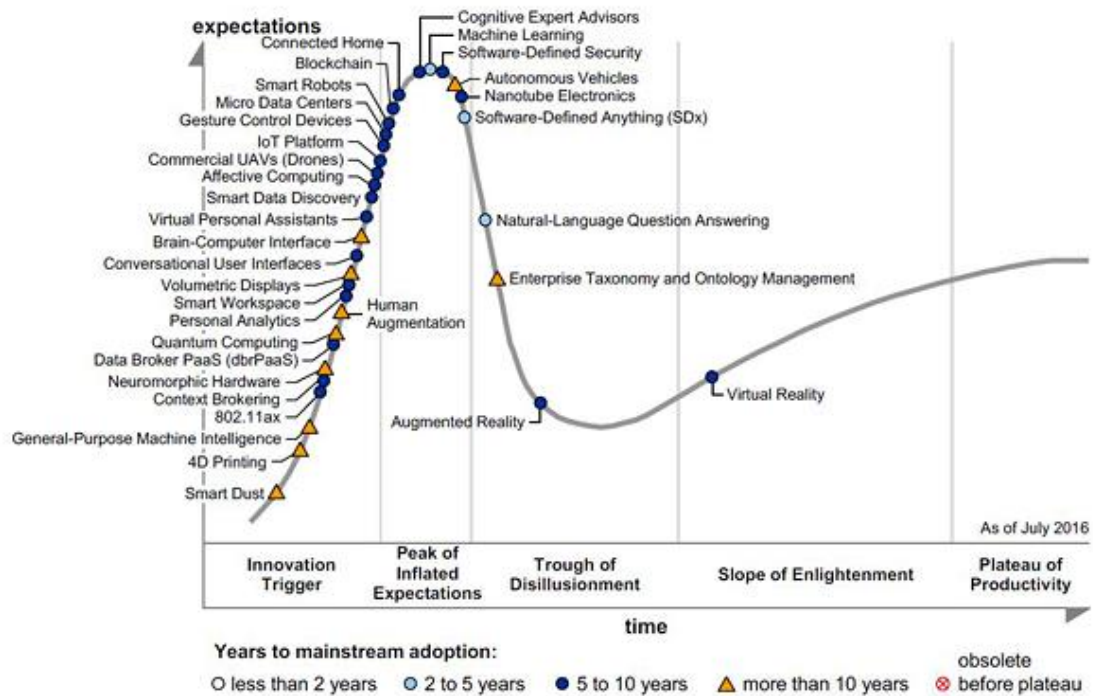 expectations
Cognitive Expert Advisors
Machine Learning
Software-Defined Security
Connected Home
Blockchain
Autonomous Vehicles
Smart Robots
Nanotube Electronics
Micro Data Centers
Gesture Control Devices
Software-Defined Anything (SDx)
IoT Platform
Commercial UAVs (Drones)
Affective Computing
Smart Data Discovery
Virtual Personal Assistants
Natural-Language Question Answering
Brain-Computer Interface
Conversational User Interfaces
Volumetric Displays
Enterprise Taxonomy and Ontology Management
Smart Workspace
Personal Analytics
Human
Augmentation
Quantum Computing
Data Broker PaaS (dbrPaaS)
Neuromorphic Hardware
Context Brokering
802.11ax
Virtual Reality
Augmented Reality
General-Purpose Machine Intelligence
4D Printing
Smart Dust
As of July 2016
Innovation
Trigger
Peak of
Inflated
Expectations
Trough of
Disillusionment
Slope of Enlightenment
Plateau of
Productivity
time
Years to mainstream adoption:
less than 2 years
2 to 5 years
5 to 10 years
more than 10 years
obsolete
before plateau